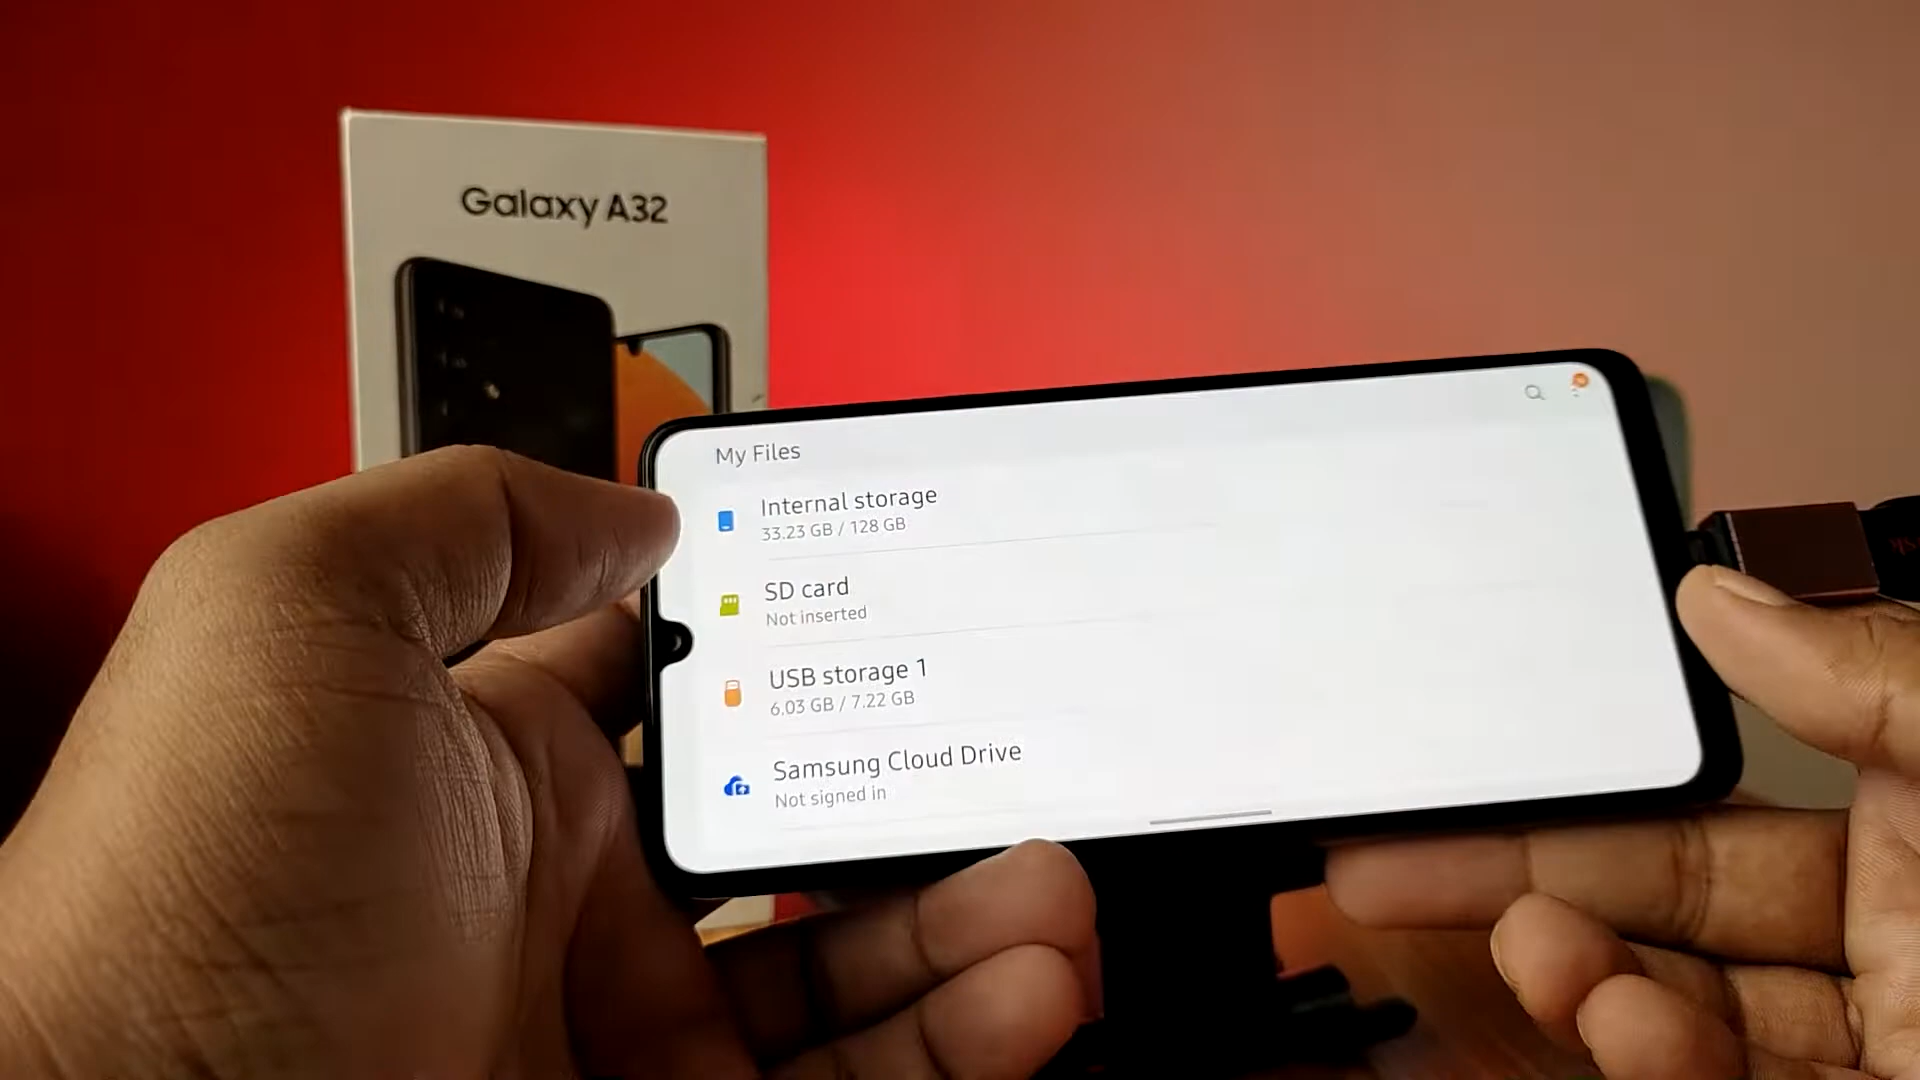 Galaxy A32
My Files
Internal storage
33.23 GB / 128 GB
SD card
Not inserted
USB storage 1
6.03 GB / 7.22 GB
Samsung Cloud Drive
Not signed in